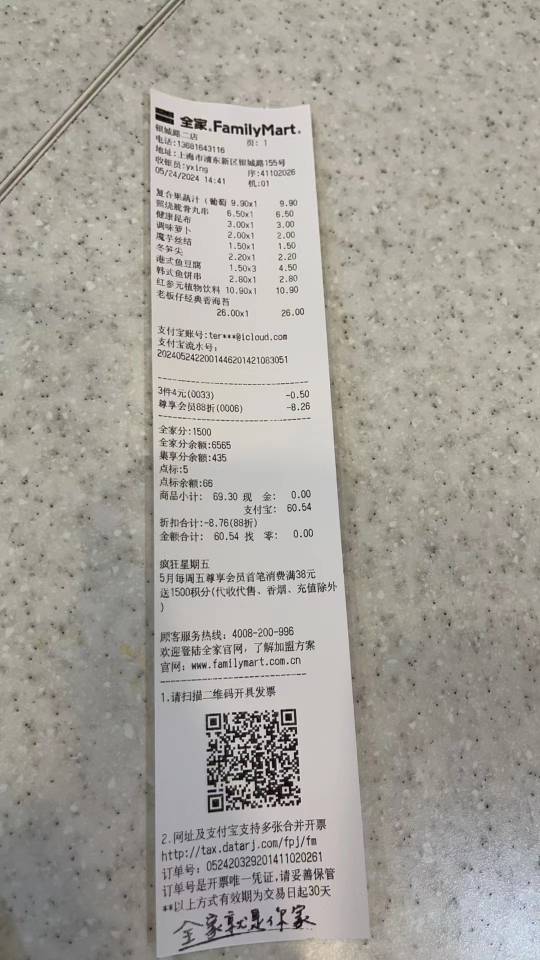 全家.FamilyMart.
银城路二店 页: 1
电话:13681643116
地址:上海市浦东新区银城路155号
收银员:yxing 序:41102026
05/24/2024 14:41 机:01
复合果蔬汁（葡萄 9.90x1 9.90
照烧脆骨丸串 6.50x1 6.50
健康昆布 3.00x1 3.00
调味萝卜 2.00x1 2.00
魔芋丝结 1.50x1 1.50
冬笋尖 2.20x1 2.20
港式鱼豆腐 1.50x3 4.50
韩式鱼饼串 2.80x1 2.80
红参元植物饮料 10.90x1 10.90
老板仔经典香海苔
26.00x1 26.00
支付宝账号:ter***@icloud.com
支付宝流水号:
2024052422001446201421083051
3件4元(0033) -0.50
尊享会员88折(0006) -8.26
全家分:1500
全家分余额:6565
集享分余额:435
点标:5
点标余额:66
商品小计: 69.30 现 金: 0.00
支付宝: 60.54
折扣合计:-8.76(88折)
金额合计: 60.54 找 零: 0.00
疯狂星期五
5月每周五尊享会员首笔消费满38元
送1500积分(代收代售、香烟、充值除外
)
顾客服务热线: 4008-200-996
欢迎登陆全家官网，了解加盟方案
官网: www.familymart.com.cn
1.请扫描二维码开具发票
2.网址及支付宝支持多张合并开票
http://tax.datarj.com/fpj/fm
订单号: 052420329201411020261
订单号是开票唯一凭证,请妥善保管
**以上方式有效期为交易日起30天
全家就是你家